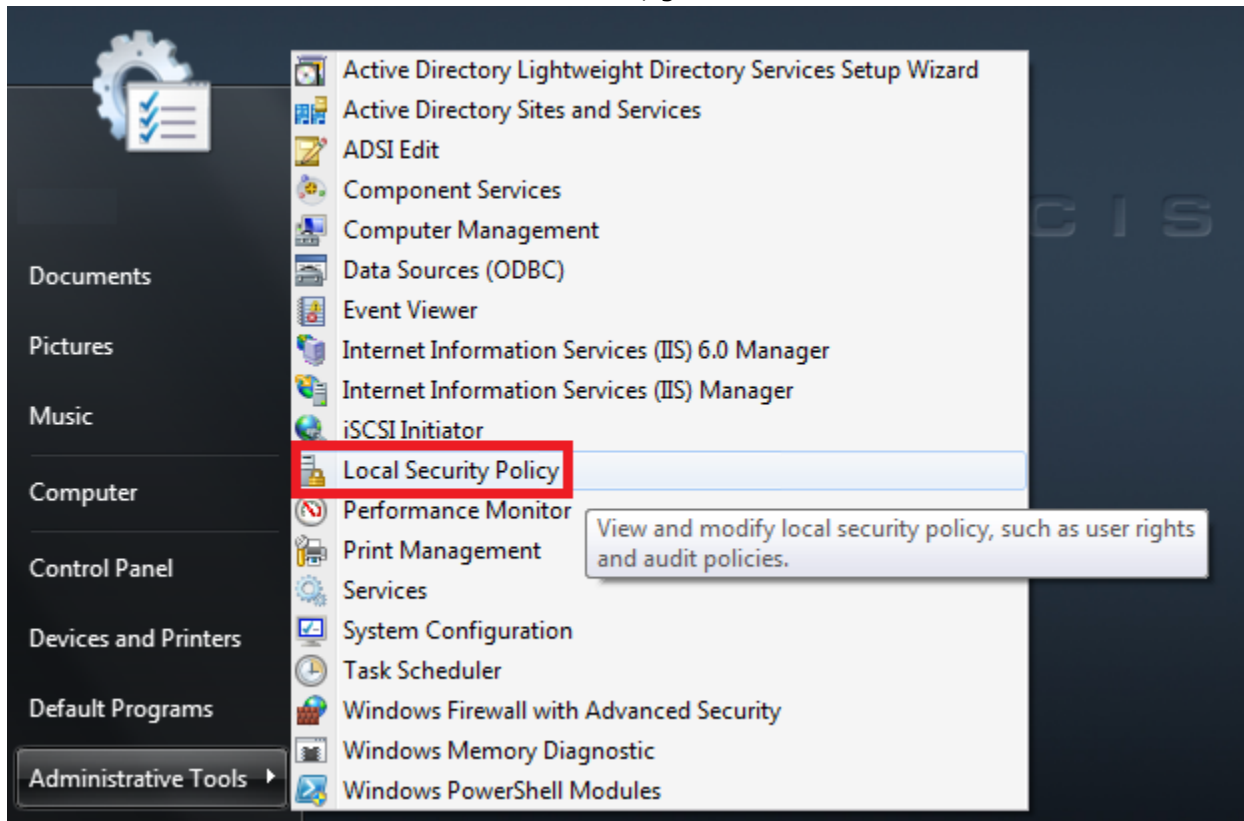 Active Directory Lightweight Directory Services Setup Wizard
Active Directory Sites and Services
ADSI Edit
Component Services
Computer Management
Data Sources (ODBC)
Event Viewer
Internet Information Services (IIS) 6.0 Manager
Internet Information Services (IIS) Manager
iSCSI Initiator
Local Security Policy
Performance Monitor
Print Management
Services
System Configuration
Task Scheduler
Windows Firewall with Advanced Security
Windows Memory Diagnostic
Windows PowerShell Modules
View and modify local security policy, such as user rights
and audit policies.
Documents
Pictures
Music
Computer
Control Panel
Devices and Printers
Default Programs
Administrative Tools
C I S